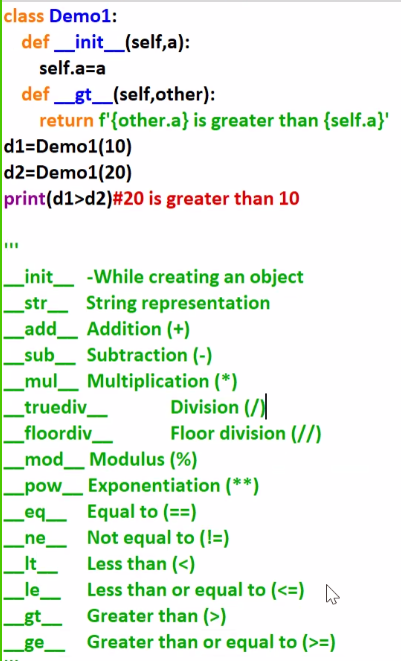 class Demo1:
def __init__(self,a):
self.a=a
def __gt__(self,other):
return f'{other.a} is greater than {self.a}'
d1=Demo1(10)
d2=Demo1(20)
print(d1>d2)#20 is greater than 10
'''
__init__ -While creating an object
__str__ String representation
__add__ Addition (+)
__sub__ Subtraction (-)
__mul__ Multiplication (*)
__truediv__ Division (/)
__floordiv__ Floor division (//)
__mod__ Modulus (%)
__pow__ Exponentiation (**)
__eq__ Equal to (==)
__ne__ Not equal to (!=)
__lt__ Less than (<)
__le__ Less than or equal to (<=)
__gt__ Greater than (>)
__ge__ Greater than or equal to (>=)
'''